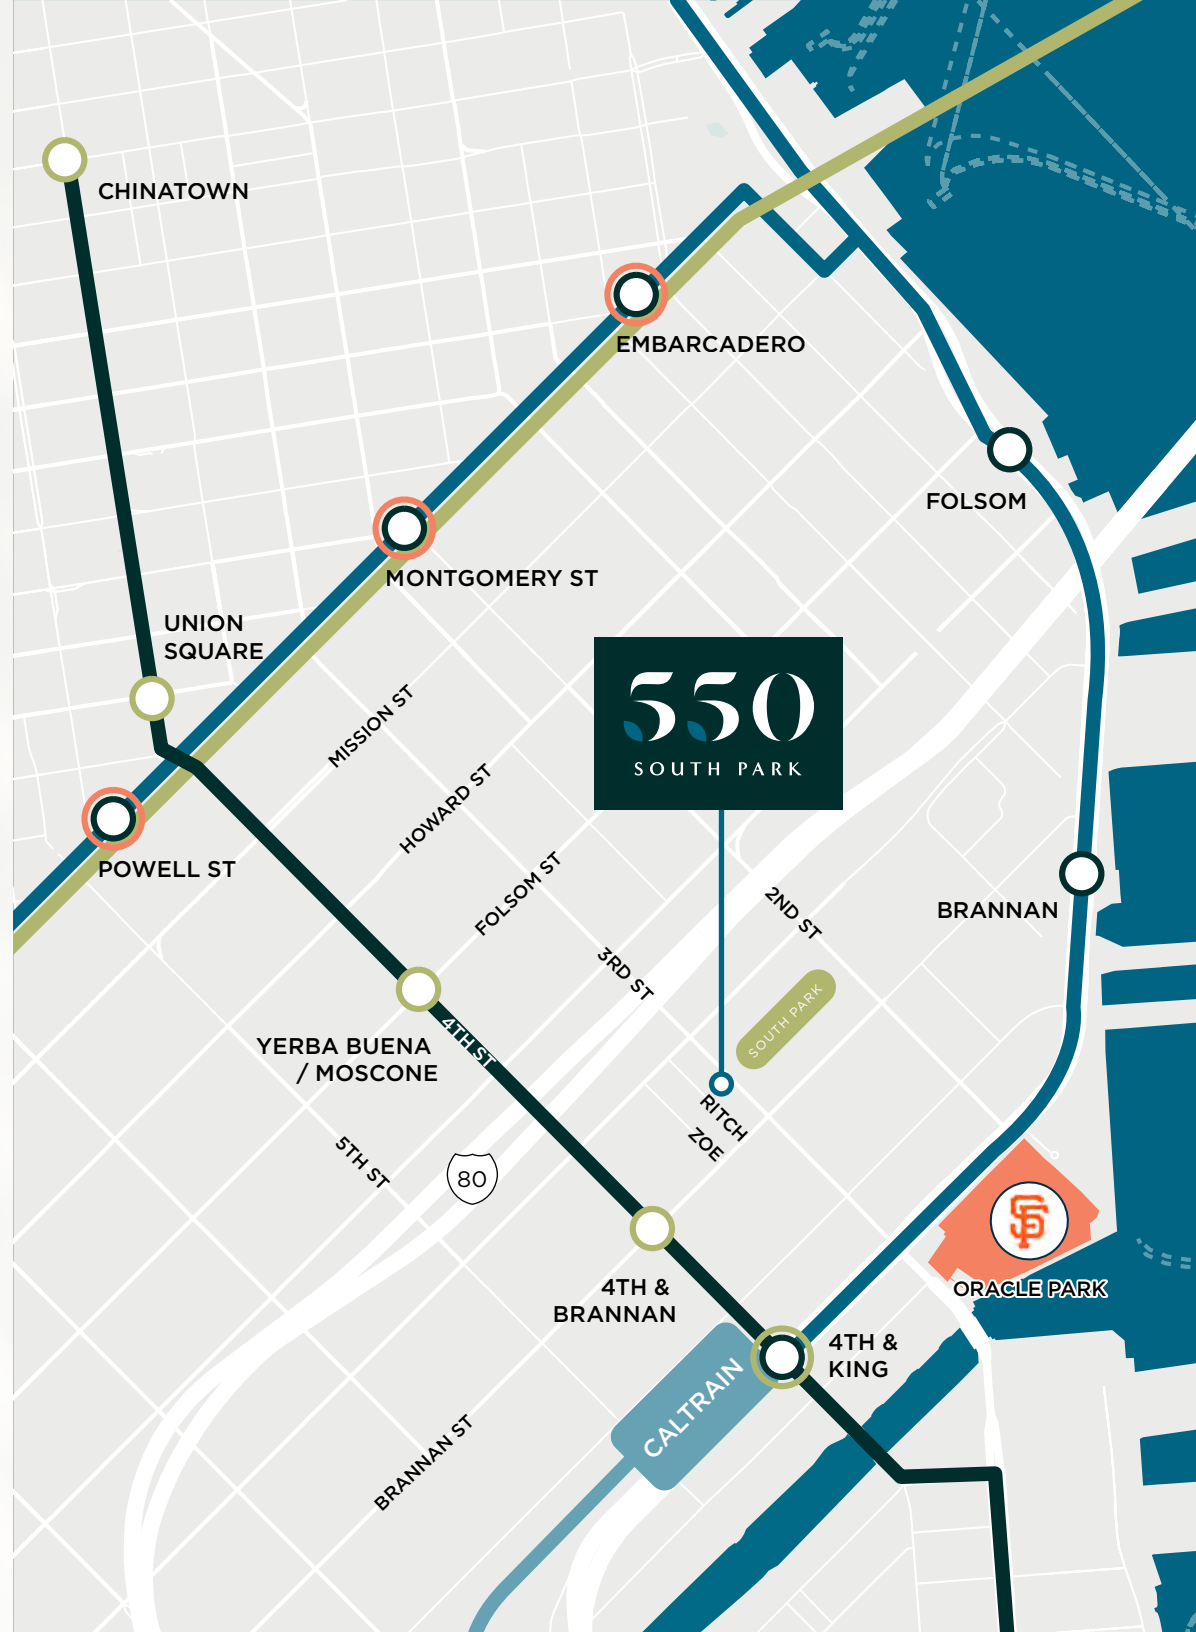 CHINATOWN
EMBARCADERO
FOLSOM
MONTGOMERY ST
UNION
SQUARE
MISSION ST
550
SOUTH PARK
HOWARD ST
POWELL ST
FOLSOM ST
2ND ST
BRANNAN
3RD ST
SOUTH PARK
4TH ST
YERBA BUENA
/ MOSCONE
RITCH
ZOE
5TH ST
80
SF
ORACLE PARK
4TH &
BRANNAN
4TH &
KING
CALTRAIN
BRANNAN ST